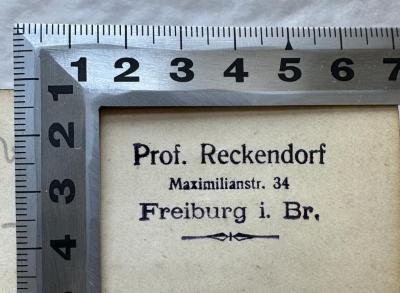 1 2 3 4 5 6 7
1
2
3
4
Prof. Reckendorf
Maximilianstr. 34
Freiburg i. Br.